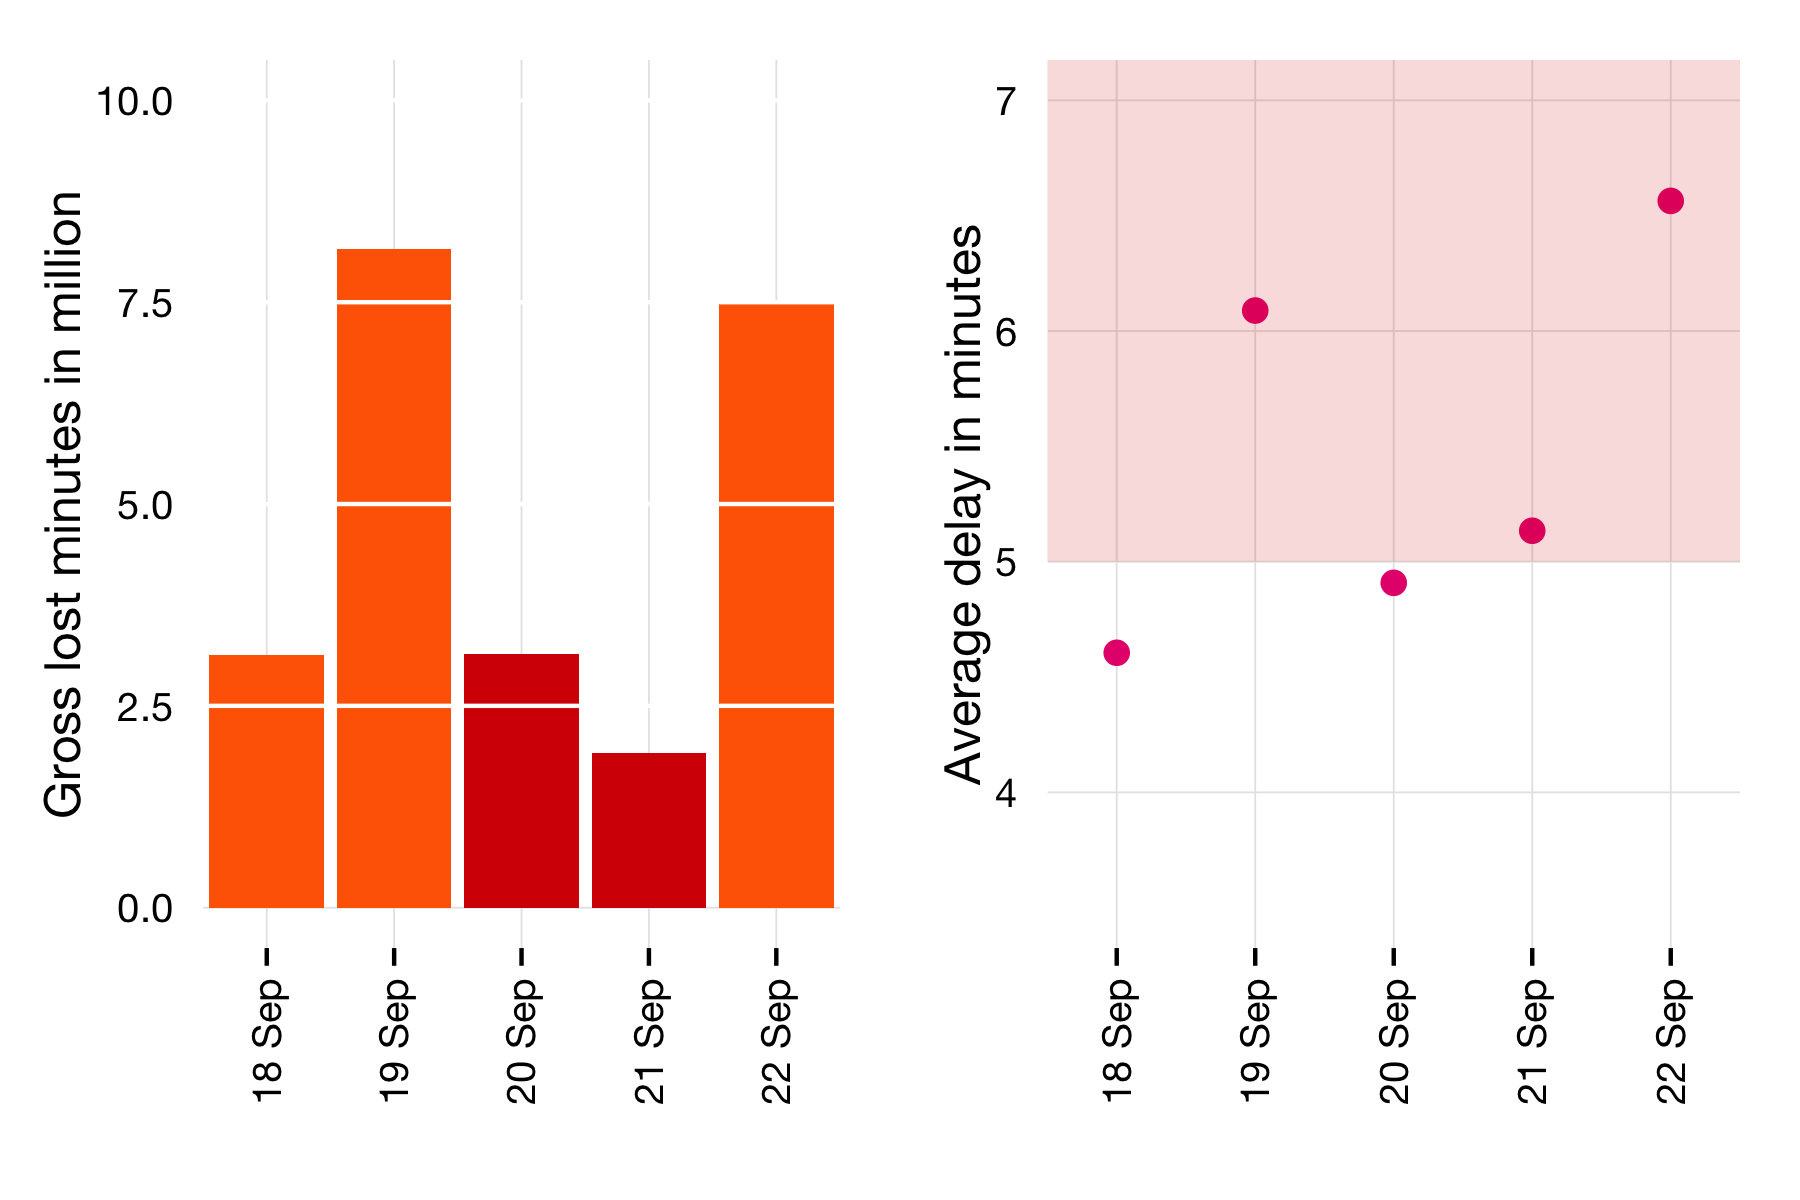 Gross lost minutes in million
10.0
7.5
5.0
2.5
0.0
18 Sep
19 Sep
20 Sep
21 Sep
22 Sep
Average delay in minutes
7
6
5
4
18 Sep
19 Sep
20 Sep
21 Sep
22 Sep